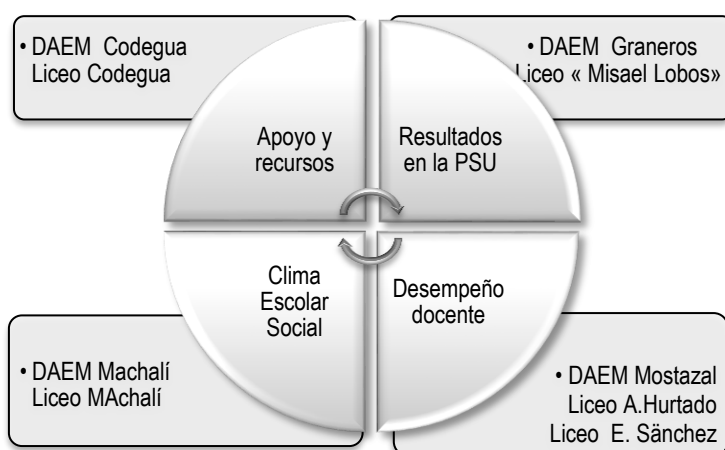 • DAEM  Codegua
Liceo Codegua
• DAEM  Graneros
Liceo « Misael Lobos»
Apoyo y
recursos
Resultados
en la PSU
Clima
Escolar
Social
Desempeño
docente
• DAEM Machalí
Liceo MAchalí
• DAEM Mostazal
Liceo A.Hurtado
Liceo  E. Sänchez